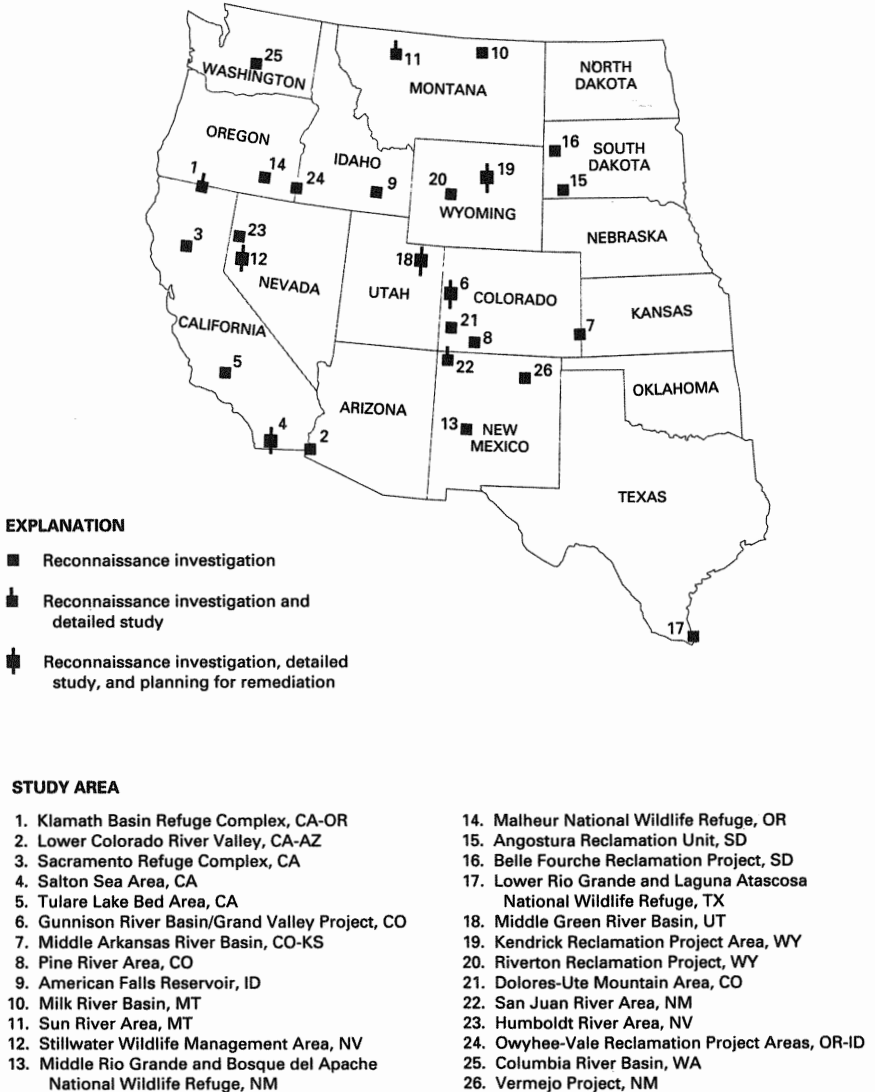 25
WASHINGTON
11
10
MONTANA
NORTH
DAKOTA
OREGON
IDAHO
16
SOUTH
DAKOTA
1
14
24
9
20
19
15
WYOMING
3
23
12
NEVADA
18
UTAH
6
COLORADO
NEBRASKA
21
8
7
KANSAS
CALIFORNIA
5
22
26
ARIZONA
OKLAHOMA
4
2
13
NEW
MEXICO
TEXAS
17
EXPLANATION
Reconnaissance investigation
Reconnaissance investigation and
detailed study
Reconnaissance investigation, detailed
study, and planning for remediation
STUDY AREA
1. Klamath Basin Refuge Complex, CA-OR
2. Lower Colorado River Valley, CA-AZ
3. Sacramento Refuge Complex, CA
4. Salton Sea Area, CA
5. Tulare Lake Bed Area, CA
6. Gunnison River Basin/Grand Valley Project, CO
7. Middle Arkansas River Basin, CO-KS
8. Pine River Area, CO
9. American Falls Reservoir, ID
10. Milk River Basin, MT
11. Sun River Area, MT
12. Stillwater Wildlife Management Area, NV
13. Middle Rio Grande and Bosque del Apache
National Wildlife Refuge, NM
14. Malheur National Wildlife Refuge, OR
15. Angostura Reclamation Unit, SD
16. Belle Fourche Reclamation Project, SD
17. Lower Rio Grande and Laguna Atascosa
National Wildlife Refuge, TX
18. Middle Green River Basin, UT
19. Kendrick Reclamation Project Area, WY
20. Riverton Reclamation Project, WY
21. Dolores-Ute Mountain Area, CO
22. San Juan River Area, NM
23. Humboldt River Area, NV
24. Owyhee-Vale Reclamation Project Areas, OR-ID
25. Columbia River Basin, WA
26. Vermejo Project, NM